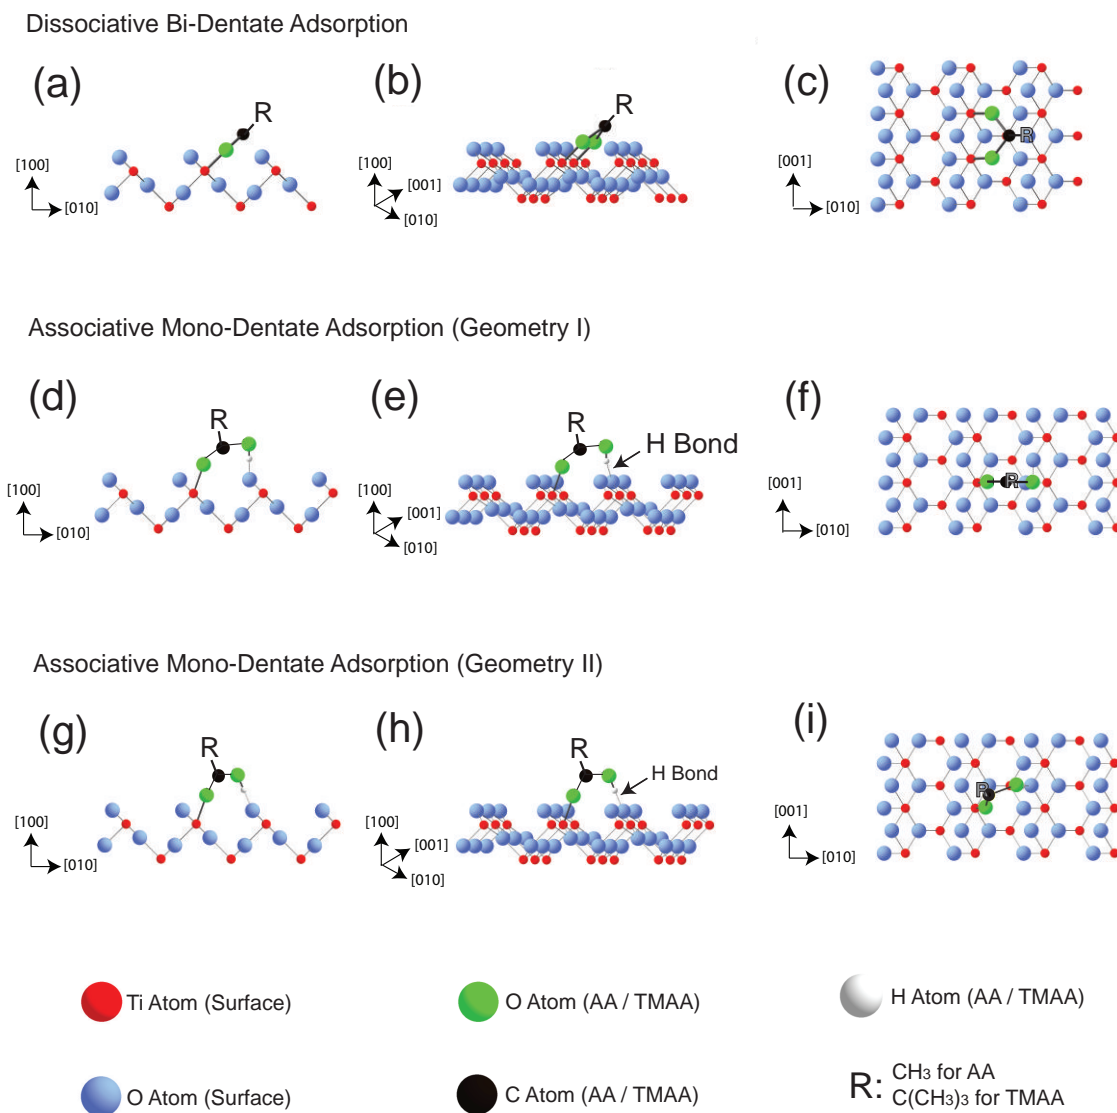 Dissociative Bi-Dentate Adsorption
(a)
(b)
(c)
R
R
R
[100]
[010]
[100]
[001]
[010]
[001]
[010]
Associative Mono-Dentate Adsorption (Geometry I)
(d)
(e)
(f)
R
R
H Bond
R
[100]
[010]
[100]
[001]
[010]
[001]
[010]
Associative Mono-Dentate Adsorption (Geometry II)
(g)
(h)
(i)
R
R
H Bond
R
[100]
[010]
[100]
[001]
[010]
[001]
[010]
Ti Atom (Surface)
O Atom (AA / TMAA)
H Atom (AA / TMAA)
O Atom (Surface)
C Atom (AA / TMAA)
R: CH3 for AA
C(CH3)3 for TMAA